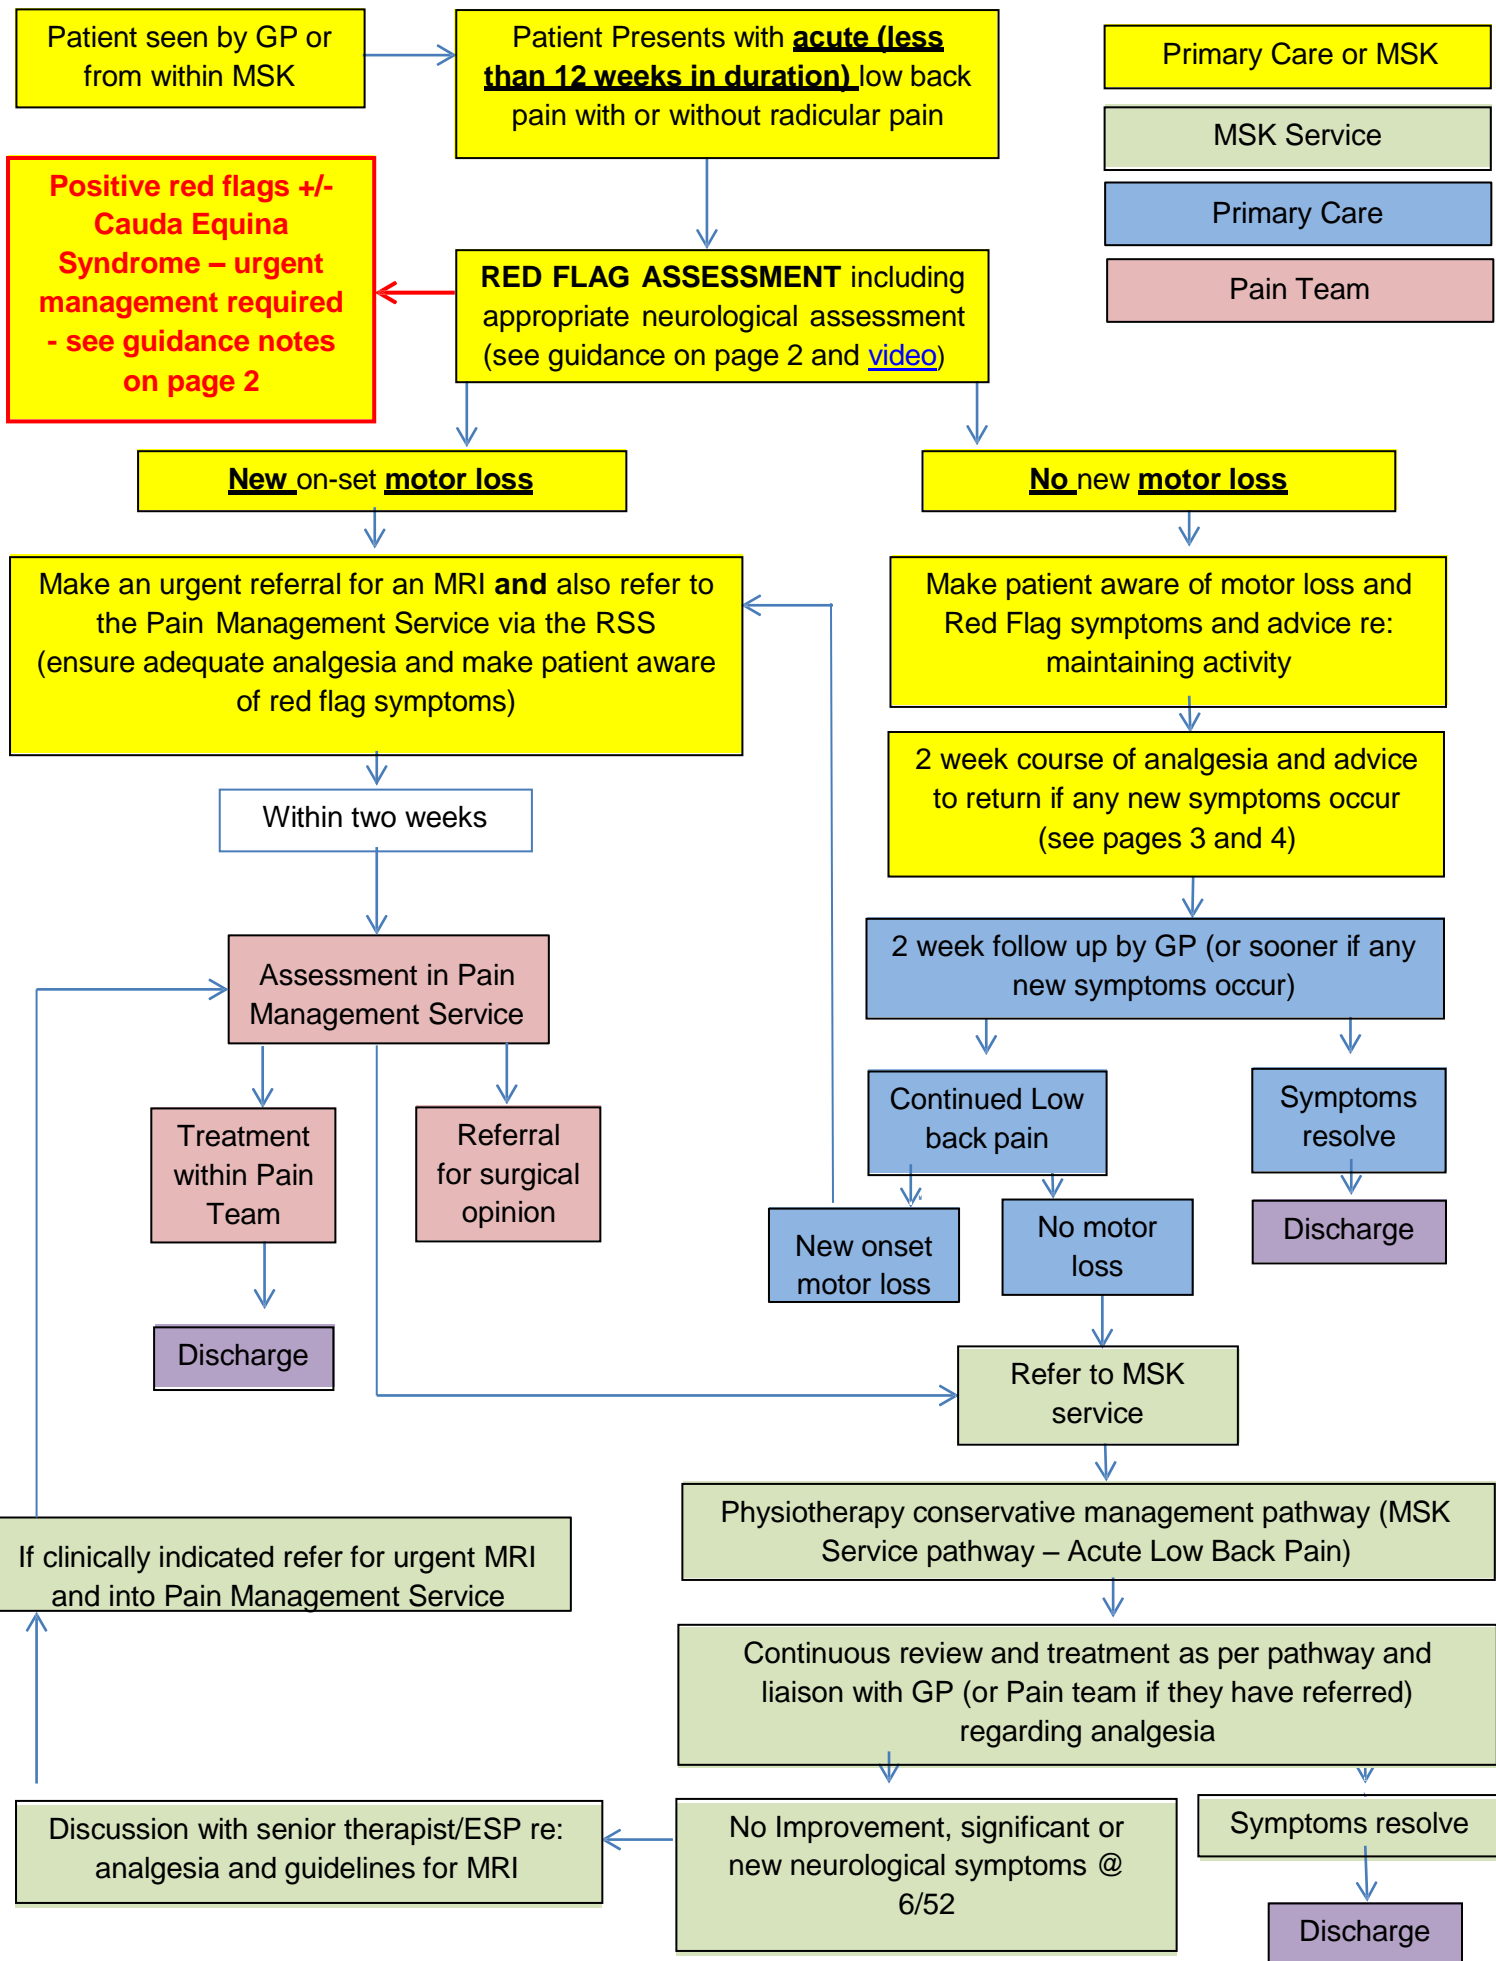 Patient seen by GP or
from within MSK
Patient Presents with acute (less
than 12 weeks in duration) low back
pain with or without radicular pain
Primary Care or MSK
MSK Service
Primary Care
Pain Team
Positive red flags +/-
Cauda Equina
Syndrome – urgent
management required
- see guidance notes
on page 2
RED FLAG ASSESSMENT including
appropriate neurological assessment
(see guidance on page 2 and video)
New on-set motor loss
No new motor loss
Make an urgent referral for an MRI and also refer to
the Pain Management Service via the RSS
(ensure adequate analgesia and make patient aware
of red flag symptoms)
Make patient aware of motor loss and
Red Flag symptoms and advice re:
maintaining activity
Within two weeks
2 week course of analgesia and advice
to return if any new symptoms occur
(see pages 3 and 4)
2 week follow up by GP (or sooner if any
new symptoms occur)
Assessment in Pain
Management Service
Continued Low
back pain
Symptoms
resolve
Treatment
within Pain
Team
Referral
for surgical
opinion
New onset
motor loss
No motor
loss
Discharge
Discharge
Refer to MSK
service
Physiotherapy conservative management pathway (MSK
Service pathway – Acute Low Back Pain)
If clinically indicated refer for urgent MRI
and into Pain Management Service
Continuous review and treatment as per pathway and
liaison with GP (or Pain team if they have referred)
regarding analgesia
Discussion with senior therapist/ESP re:
analgesia and guidelines for MRI
No Improvement, significant or
new neurological symptoms @
6/52
Symptoms resolve
Discharge